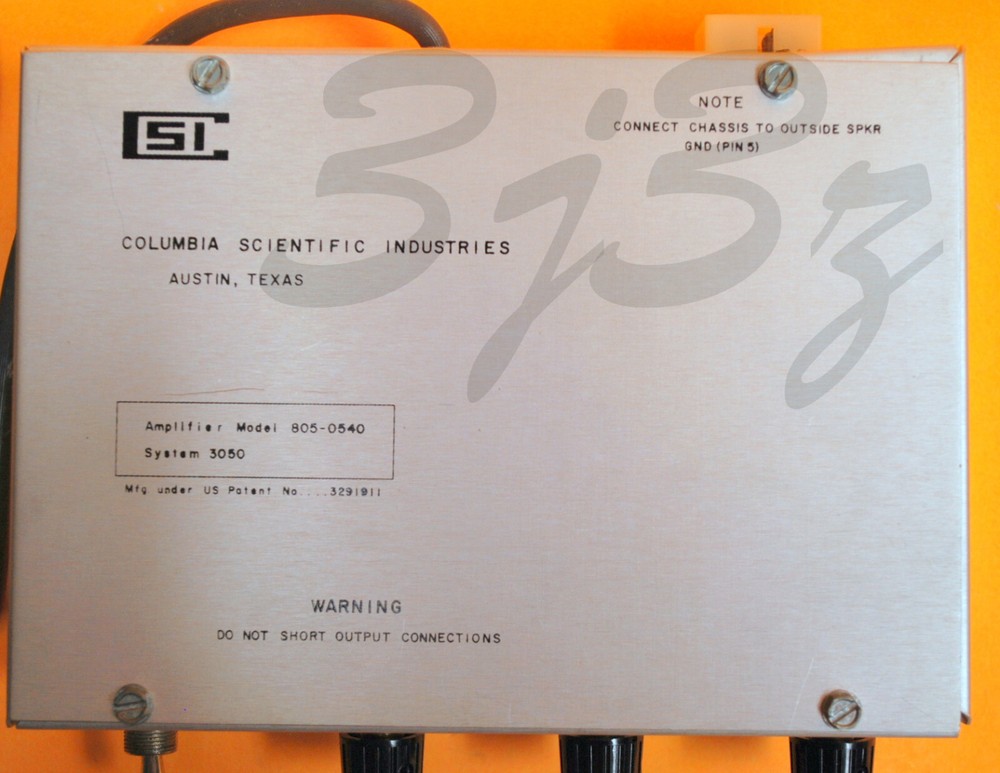 3j3z
NOTE
CONNECT CHASSIS TO OUTSIDE SPKR
GND (PIN 5)
CSI
COLUMBIA SCIENTIFIC INDUSTRIES
AUSTIN, TEXAS
Amplifier Model 805-0540
System 3050
Mfg under US Patent No....3291911
WARNING
DO NOT SHORT OUTPUT CONNECTIONS